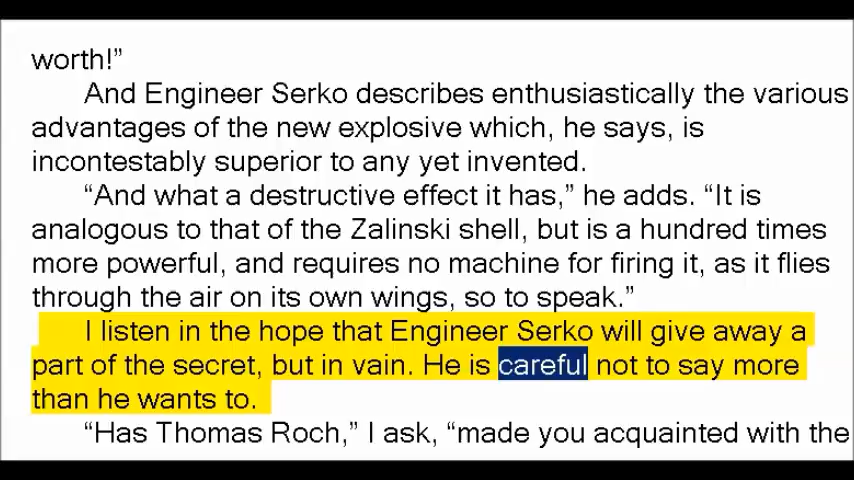 worth!”
And Engineer Serko describes enthusiastically the various
advantages of the new explosive which, he says, is
incontestably superior to any yet invented.
“And what a destructive effect it has,” he adds. “It is
analogous to that of the Zalinski shell, but is a hundred times
more powerful, and requires no machine for firing it, as it flies
through the air on its own wings, so to speak.”
I listen in the hope that Engineer Serko will give away a
part of the secret, but in vain. He is careful not to say more
than he wants to.
“Has Thomas Roch,” I ask, “made you acquainted with the